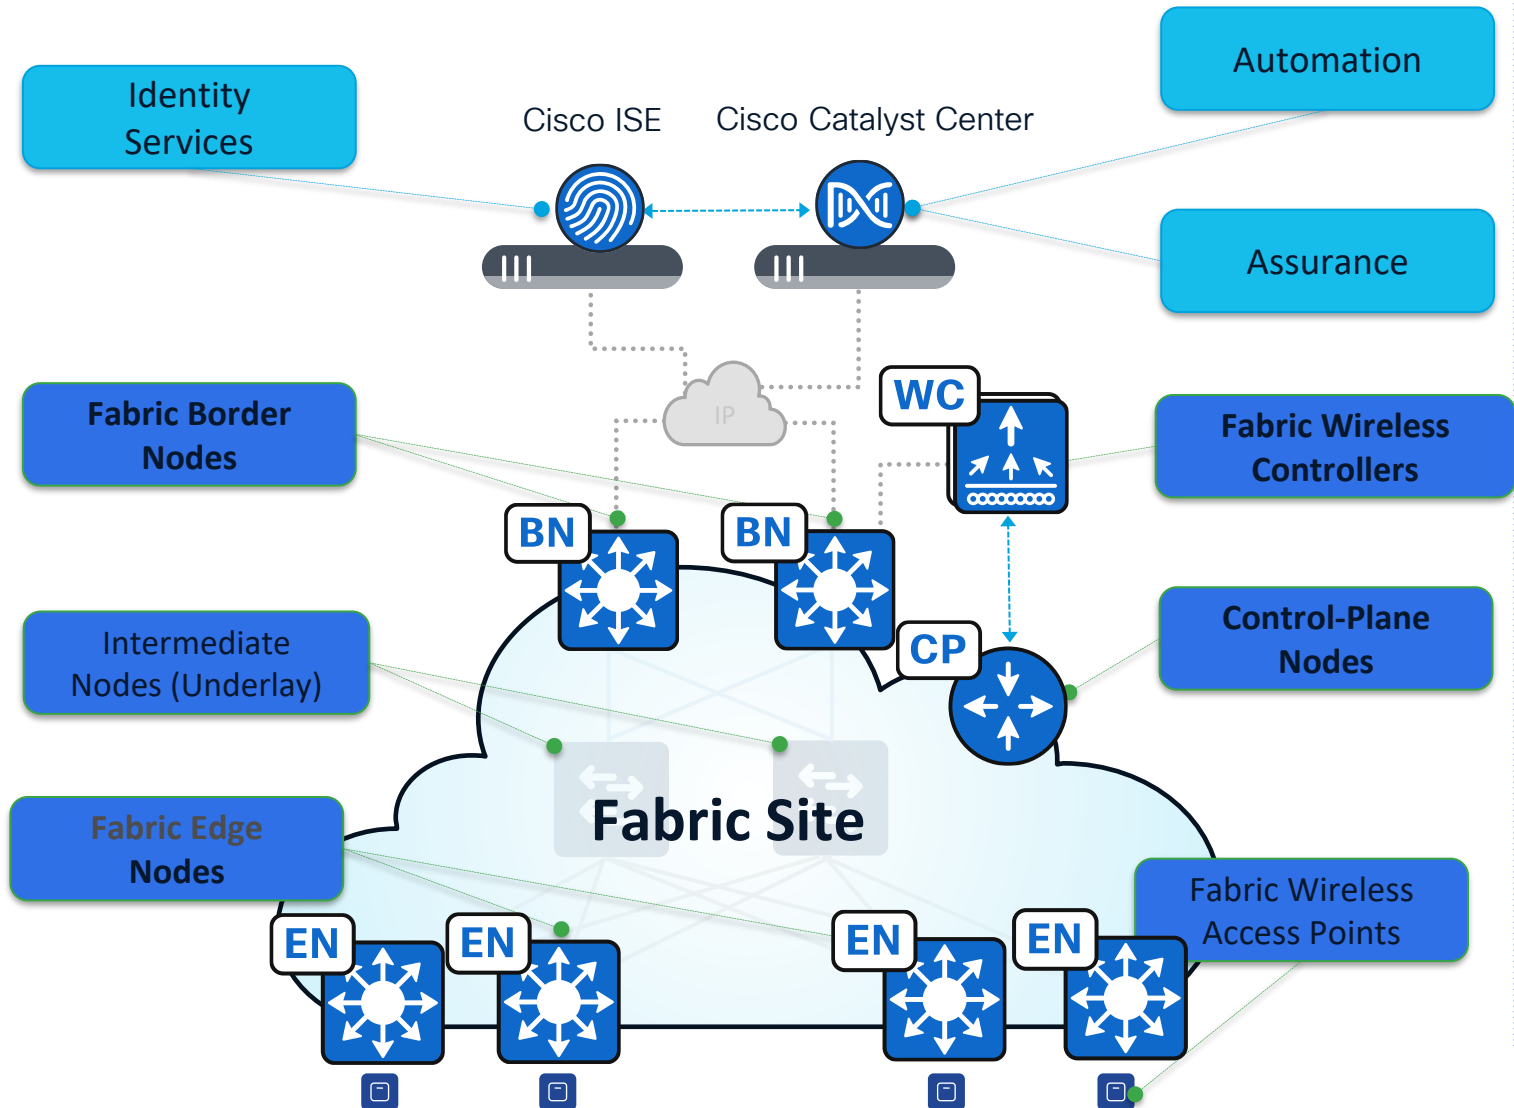 Automation
Identity
Services
Cisco ISE
Cisco Catalyst Center
Assurance
IP
WC
Fabric Border
Nodes
Fabric Wireless
Controllers
BN
BN
Intermediate
Nodes (Underlay)
CP
Control-Plane
Nodes
Fabric Site
Fabric Edge
Nodes
Fabric Wireless
Access Points
EN
EN
EN
EN